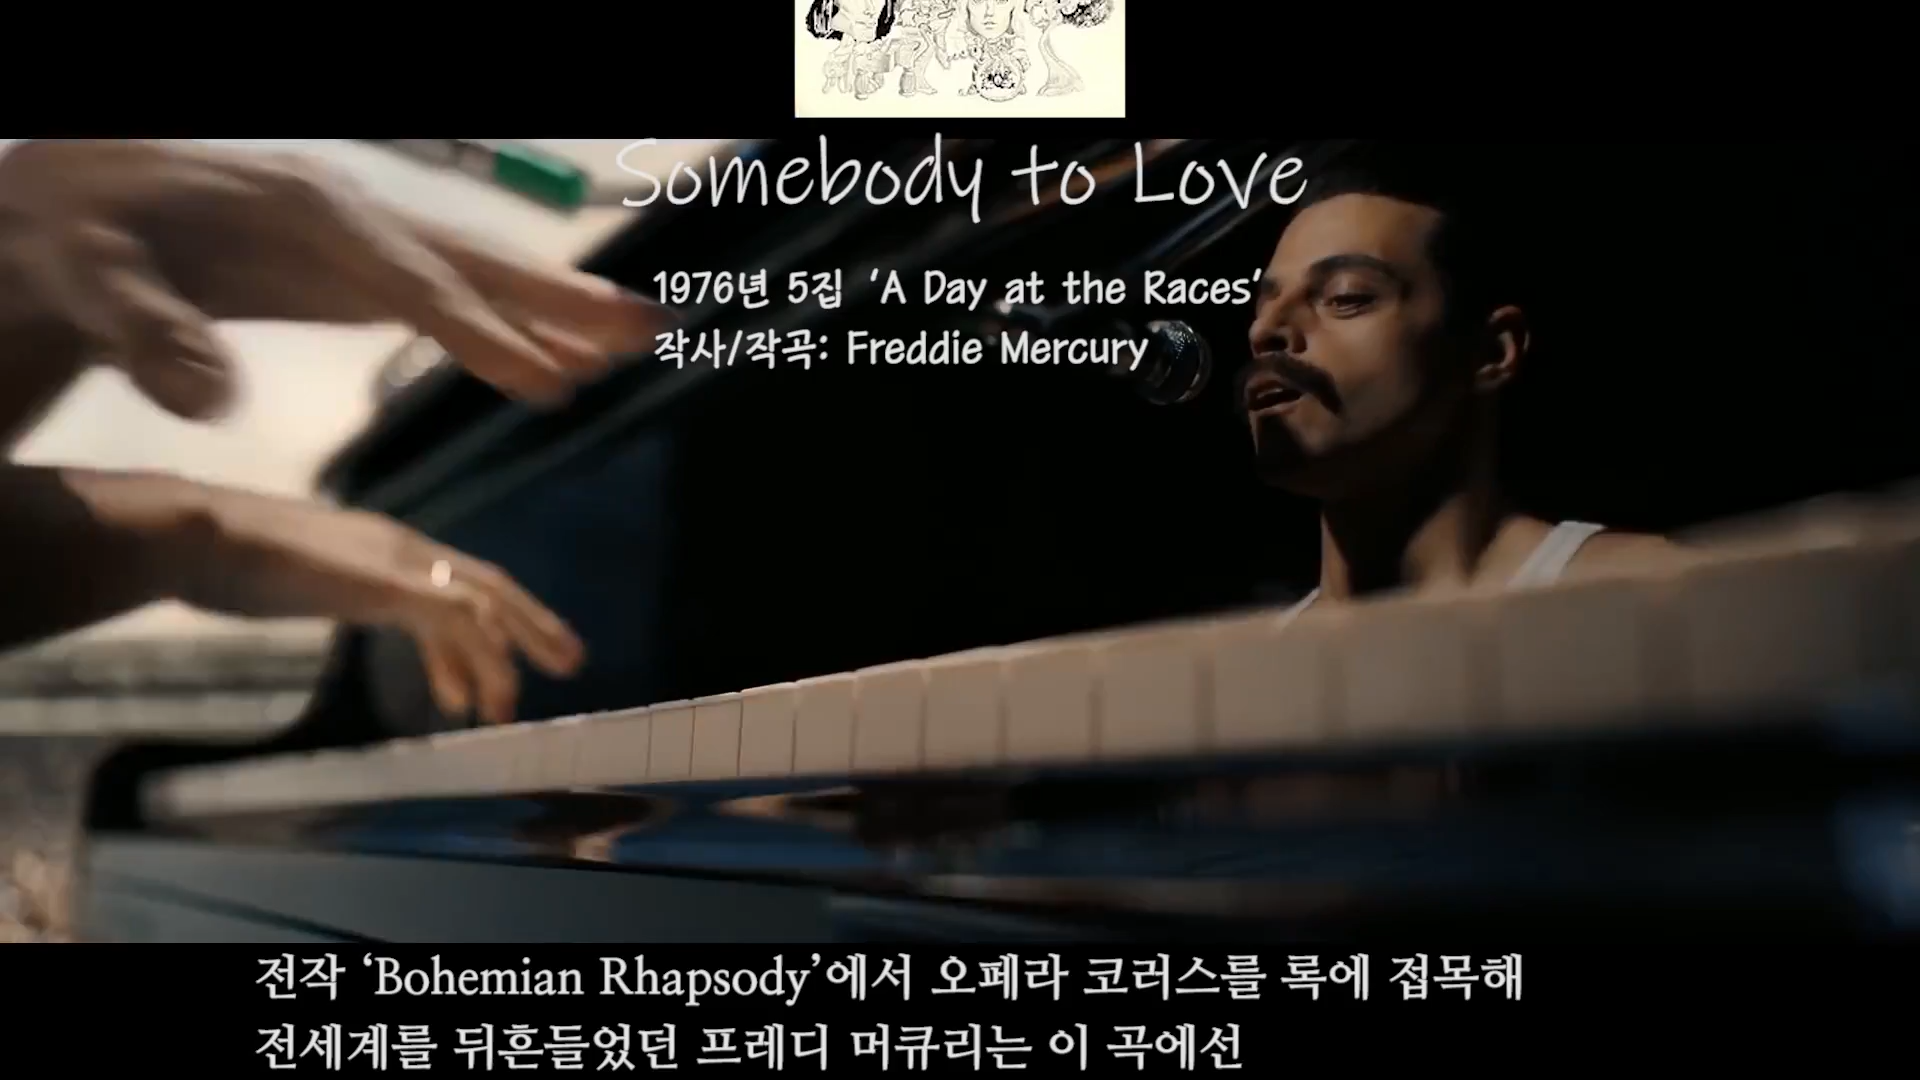 Somebody to Love
1976년 5집 ‘A Day at the Races’
작사/작곡: Freddie Mercury
전작 ‘Bohemian Rhapsody’에서 오페라 코러스를 록에 접목해
전세계를 뒤흔들었던 프레디 머큐리는 이 곡에선